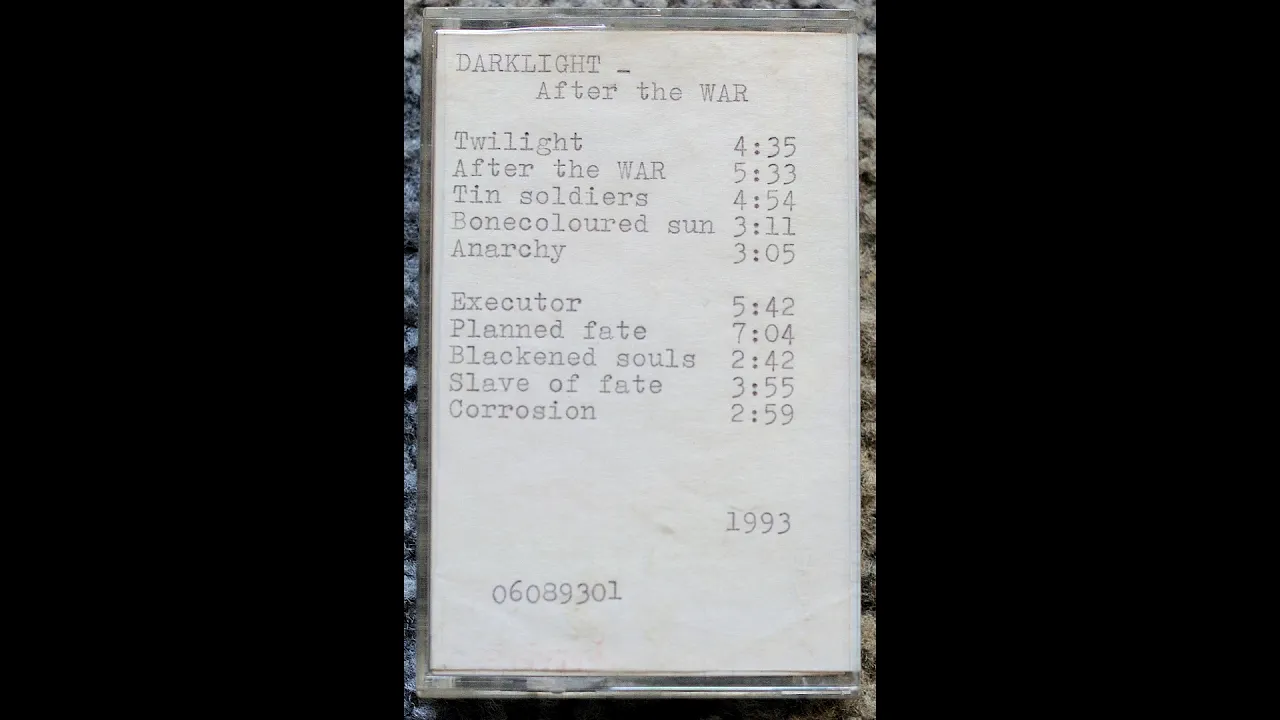 DARKLIGHT -
After the WAR
Twilight 4:35
After the WAR 5:33
Tin soldiers 4:54
Bonecoloured sun 3:11
Anarchy 3:05
Executor 5:42
Planned fate 7:04
Blackened souls 2:42
Slave of fate 3:55
Corrosion 2:59
1993
06089301